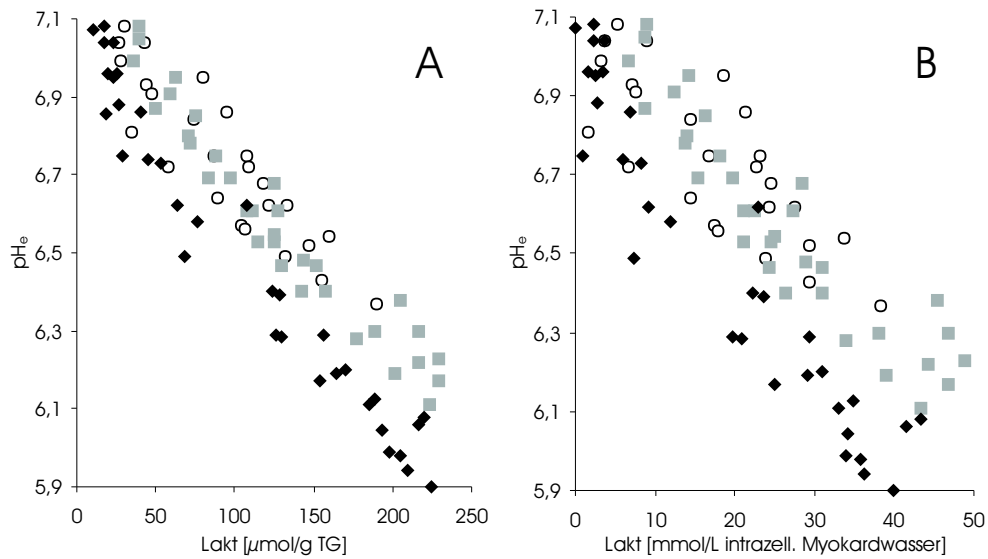 7,1
6,9
6,7
6,5
6,3
6,1
5,9
pHe
A
0 50 100 150 200 250
Lakt [µmol/g TG]
7,1
6,9
6,7
6,5
6,3
6,1
5,9
pHe
B
0 10 20 30 40 50
Lakt [mmol/L intrazell. Myokardwasser]